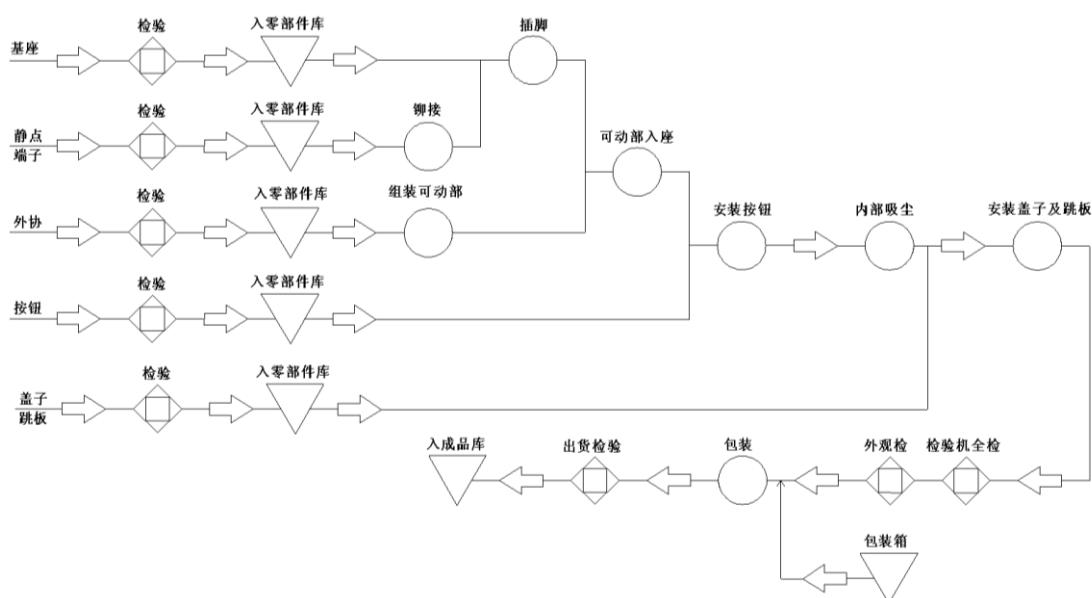 检验
入零部件库
插脚
基座
检验
入零部件库
铆接
静点
端子
可动部入座
检验
入零部件库
组装可动部
外协
安装按钮
内部吸尘
安装盖子及跳板
检验
入零部件库
按钮
检验
入零部件库
盖子
跳板
入成品库
出货检验
包装
外观检
检验机全检
包装箱